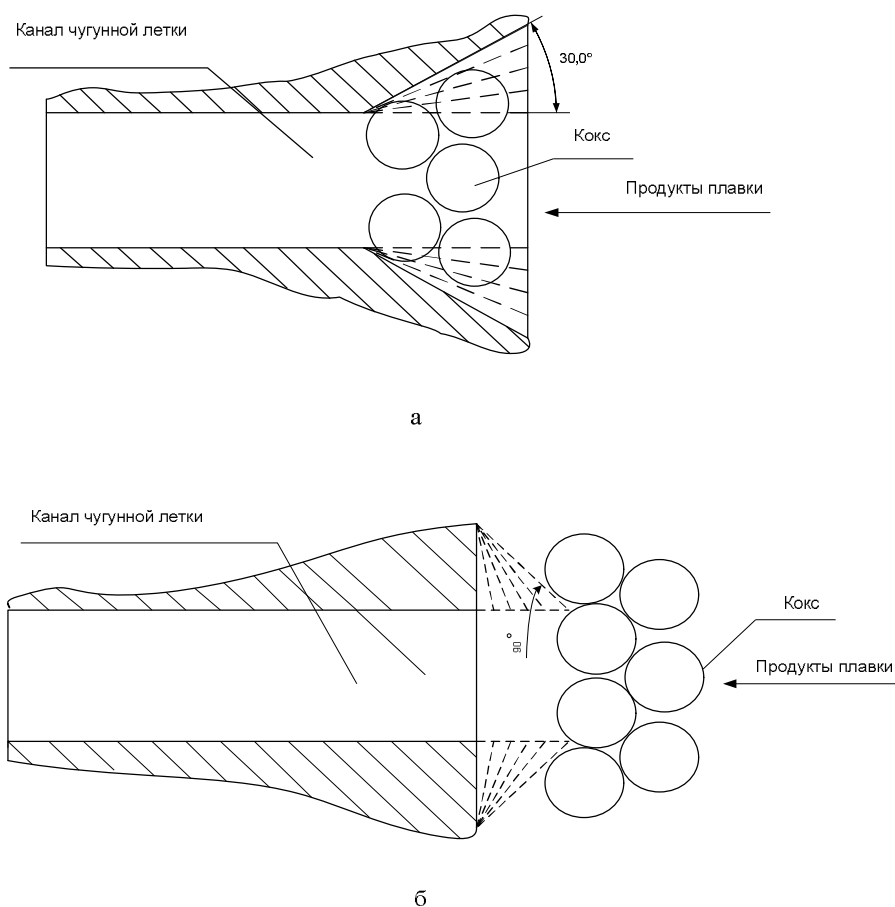 Канал чугунной летки
30,0°
Кокс
Продукты плавки
а
Канал чугунной летки
90°
Кокс
Продукты плавки
б